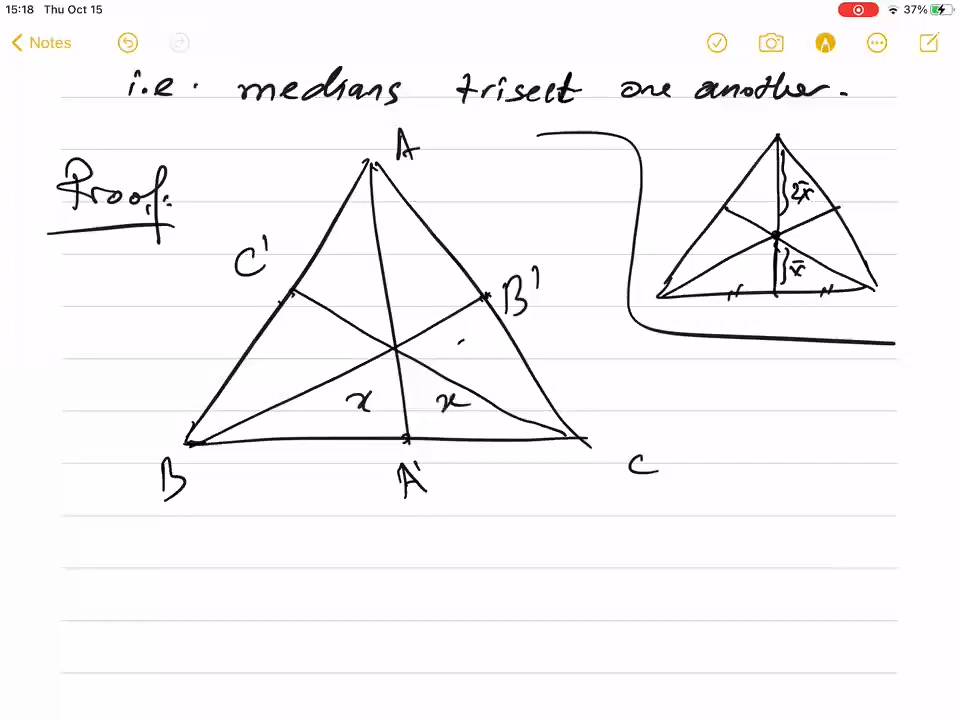 15:18 Thu Oct 15
37%
Notes
i.e. medians trisect one another.
Proof:
A
C'
B'
x x
B
A'
C
2x
x